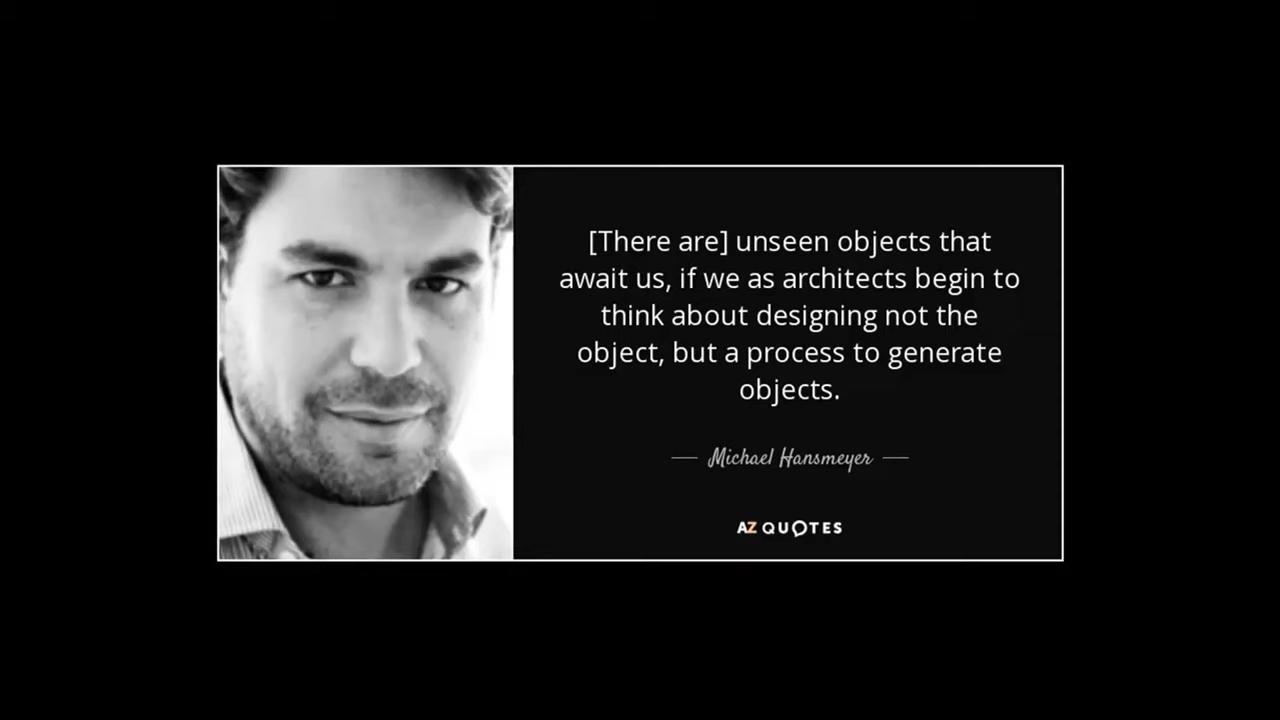 [There are] unseen objects that
await us, if we as architects begin to
think about designing not the
object, but a process to generate
objects.
Michael Hansmeyer
AZ QUOTES